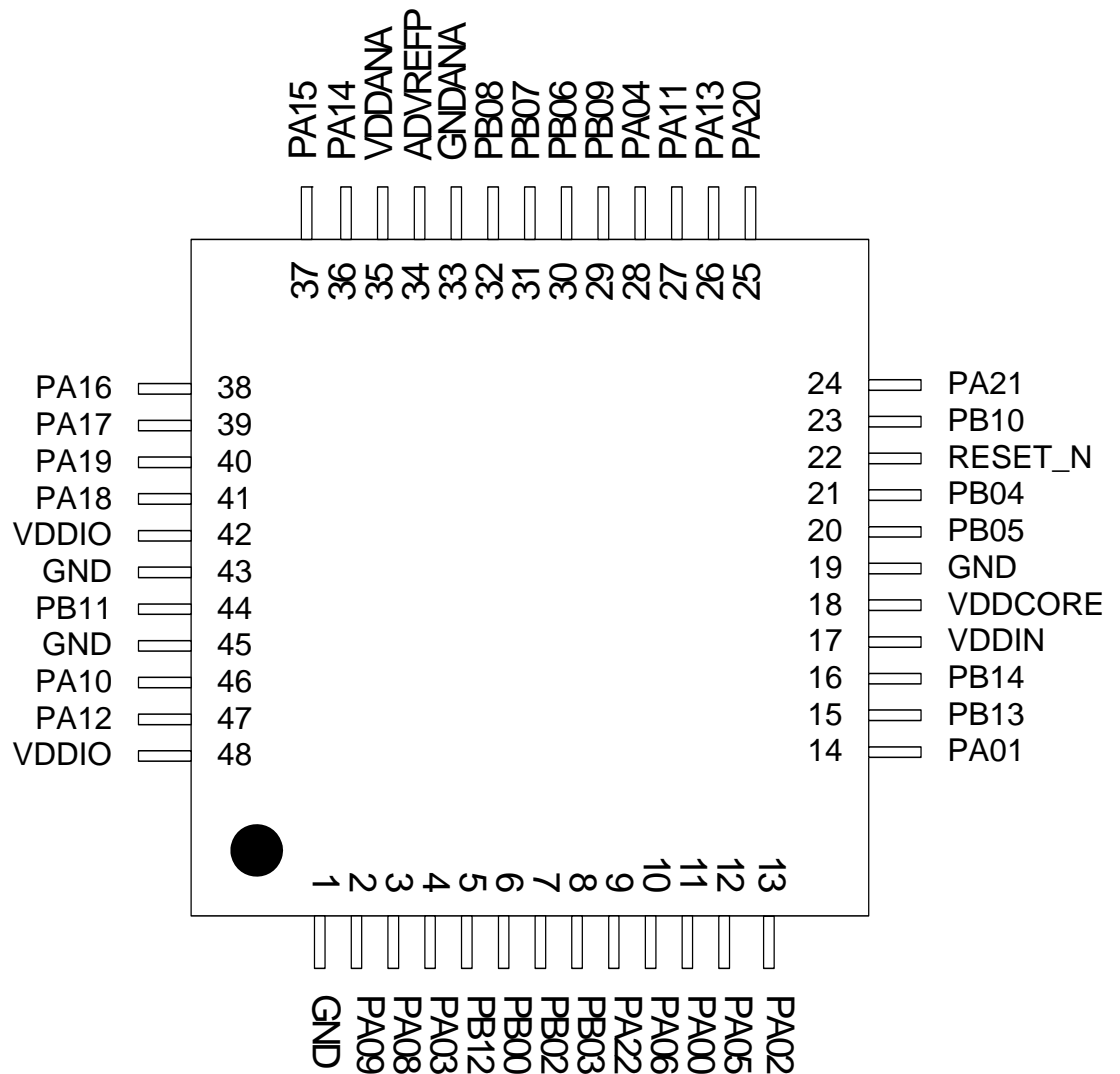 PA15 PA14 VDDANA ADVREFP GNDANA PB08 PB07 PB06 PB09 PA04 PA11 PA13 PA20
37 36 35 34 33 32 31 30 29 28 27 26 25
PA16 38 24 PA21
PA17 39 23 PB10
PA19 40 22 RESET_N
PA18 41 21 PB04
VDDIO 42 20 PB05
GND 43 19 GND
PB11 44 18 VDDCORE
GND 45 17 VDDIN
PA10 46 16 PB14
PA12 47 15 PB13
VDDIO 48 14 PA01
1 2 3 4 5 6 7 8 9 10 11 12 13
GND PA09 PA08 PA03 PB12 PB00 PB02 PB03 PA22 PA06 PA00 PA05 PA02